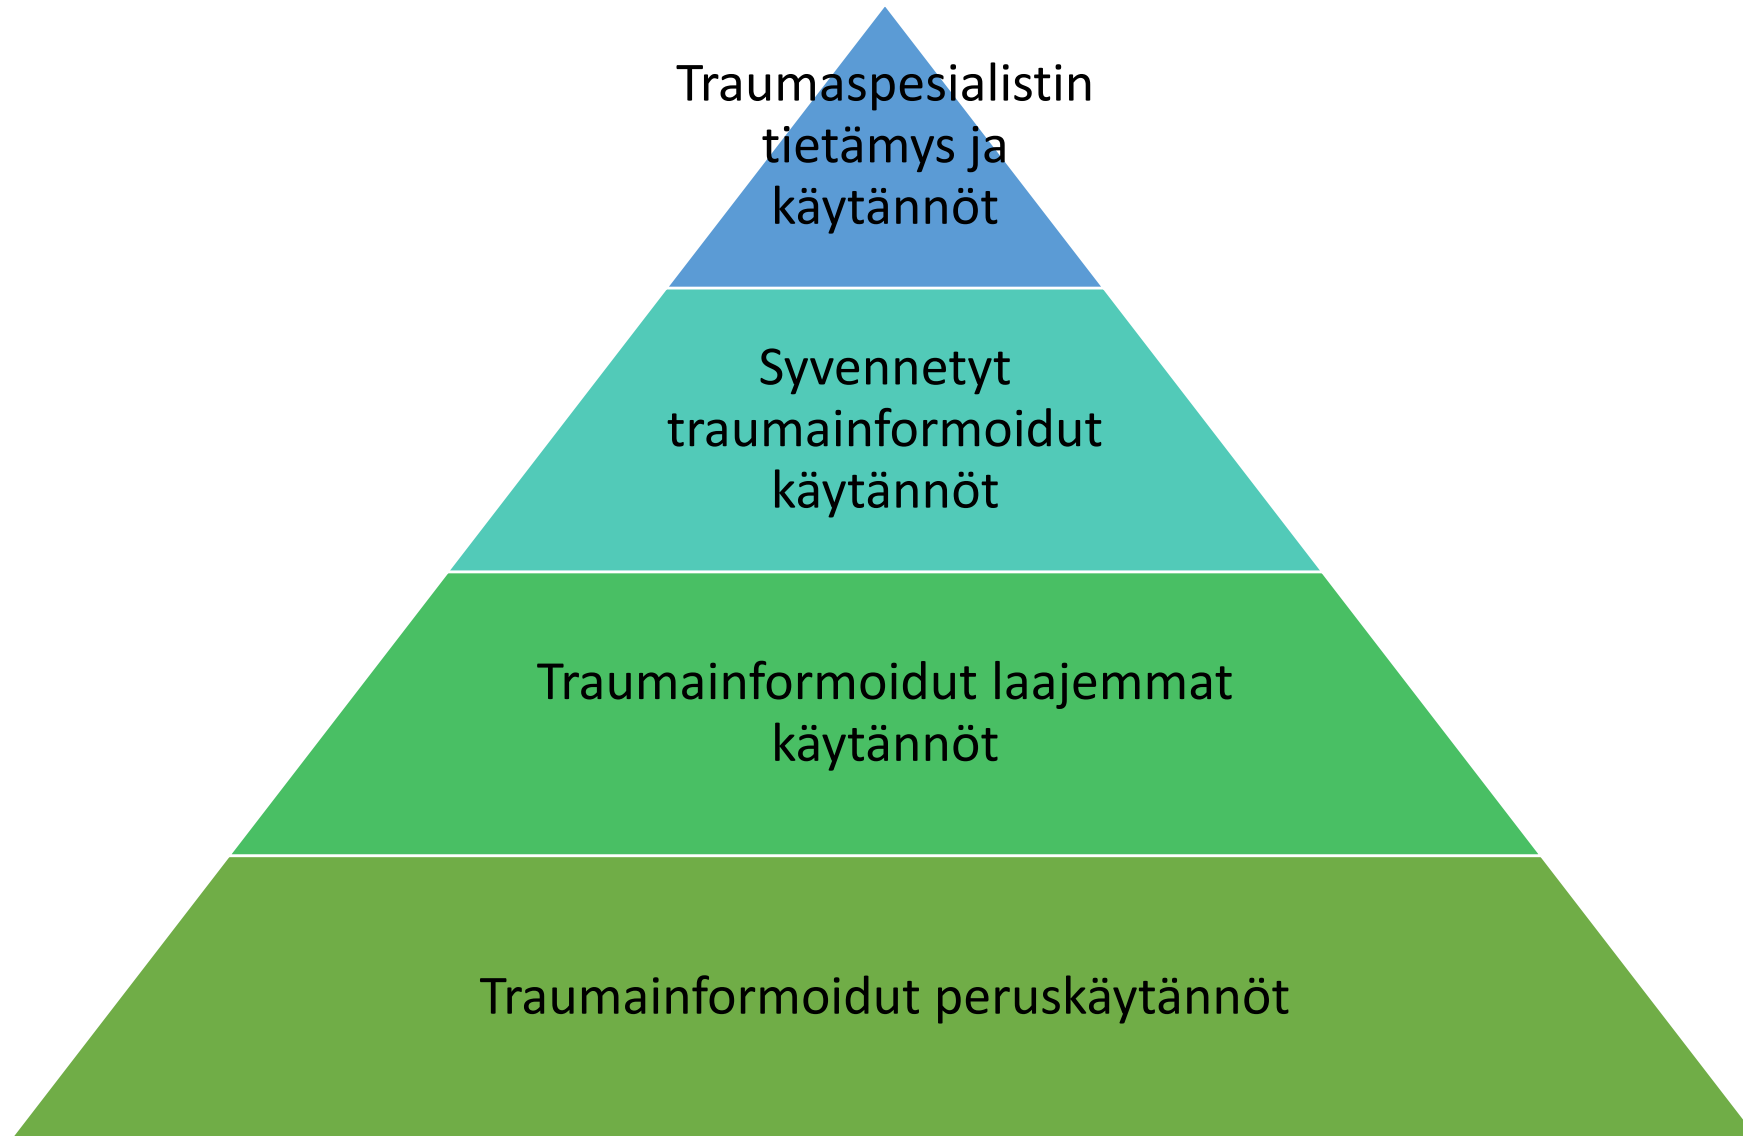 Traumaspesialistin
tietämys ja
käytännöt
Syvennetyt
traumainformoidut
käytännöt
Traumainformoidut laajemmat
käytännöt
Traumainformoidut peruskäytännöt